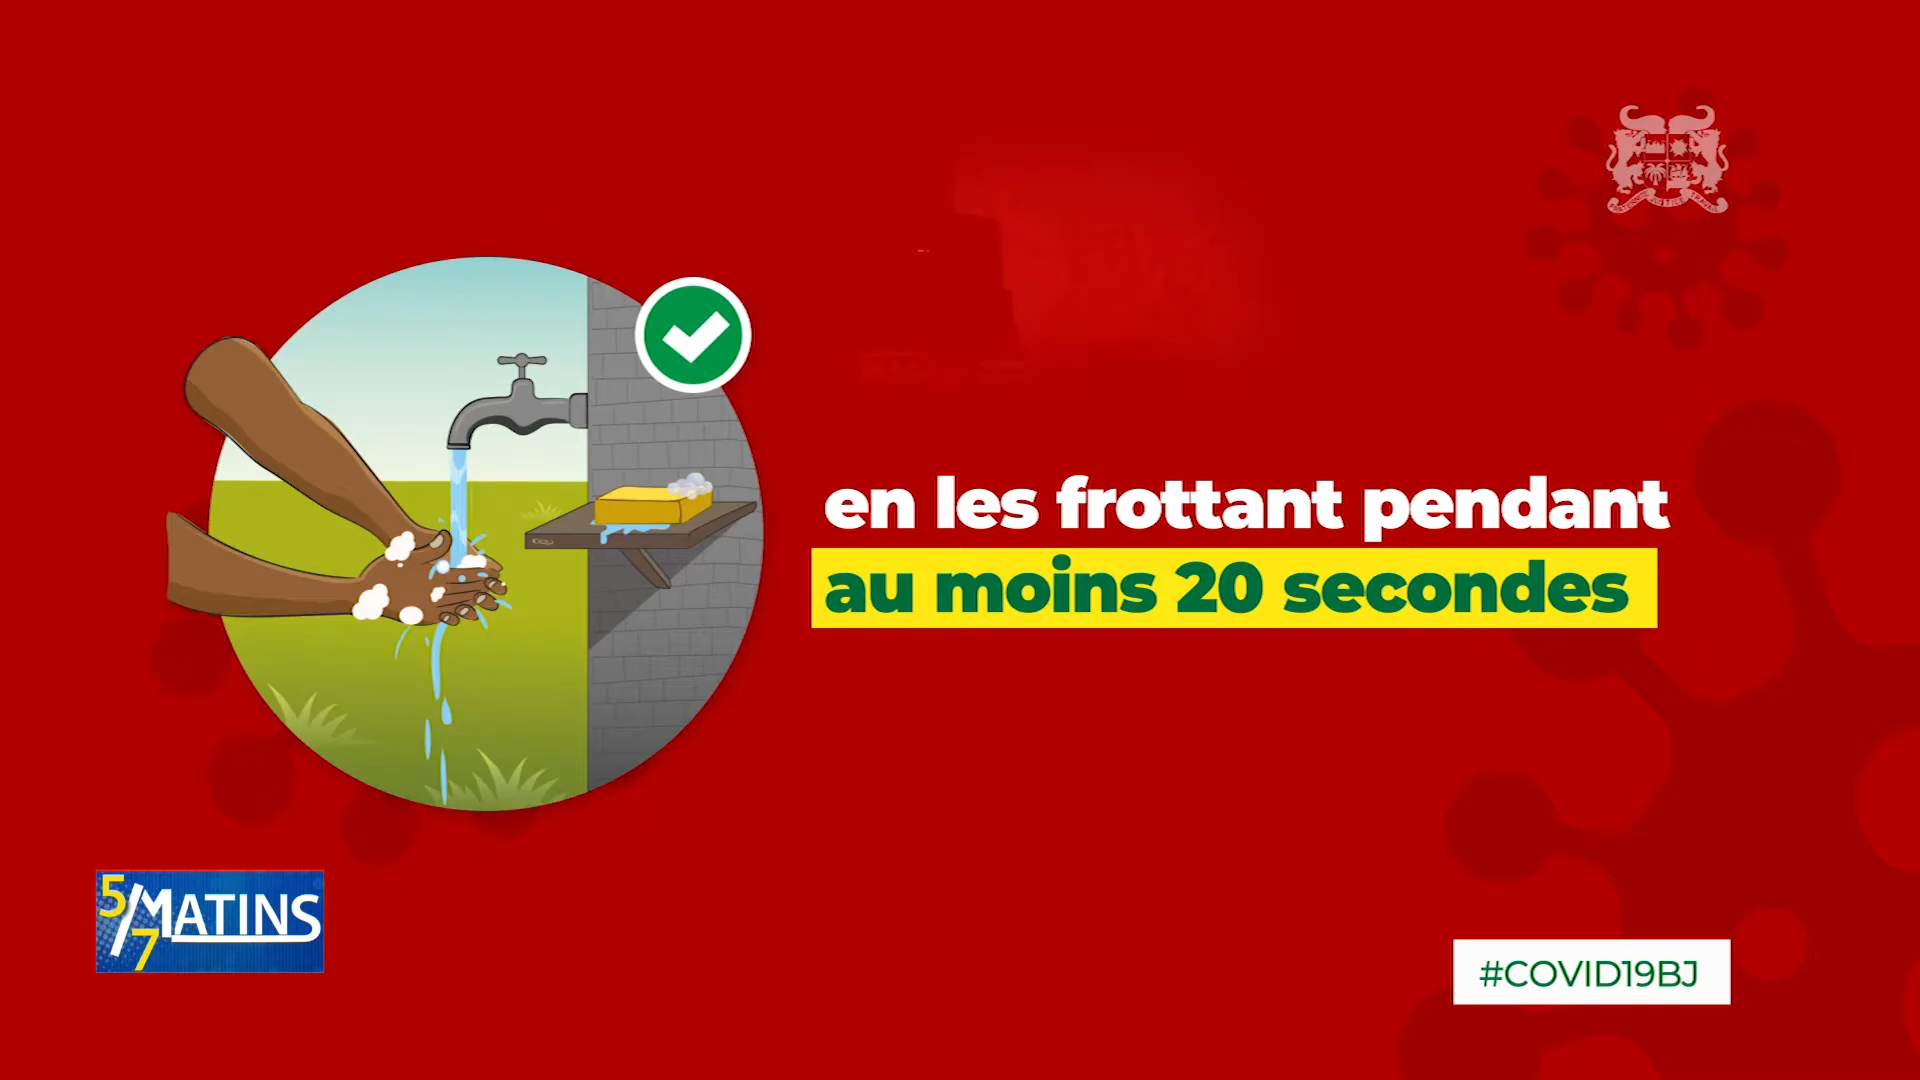 en les frottant pendant
au moins 20 secondes
5/7 MATINS
#COVID19BJ